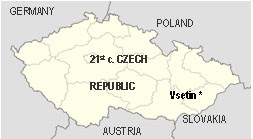 GERMANY
POLAND
21st c. CZECH
REPUBLIC
Vsetin *
SLOVAKIA
AUSTRIA